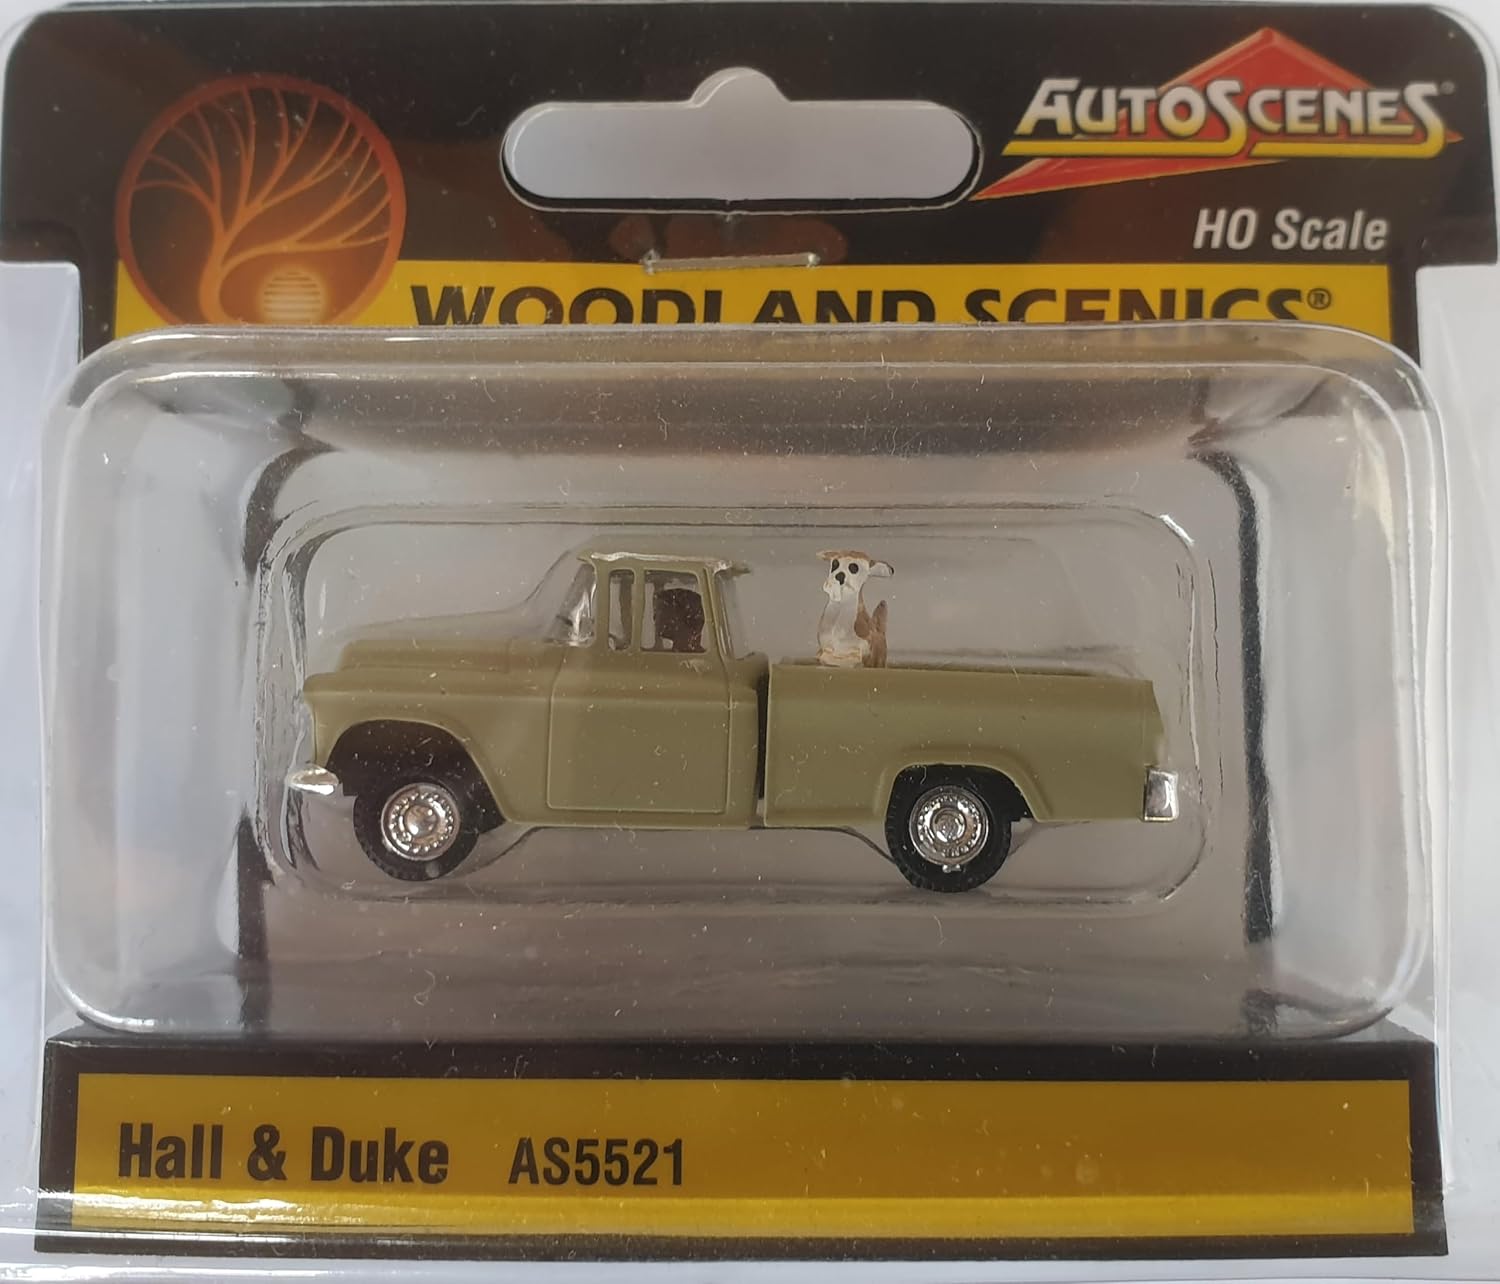 AUTOSCENES®
HO Scale
WOODLAND SCENICS®
Hall & Duke AS5521